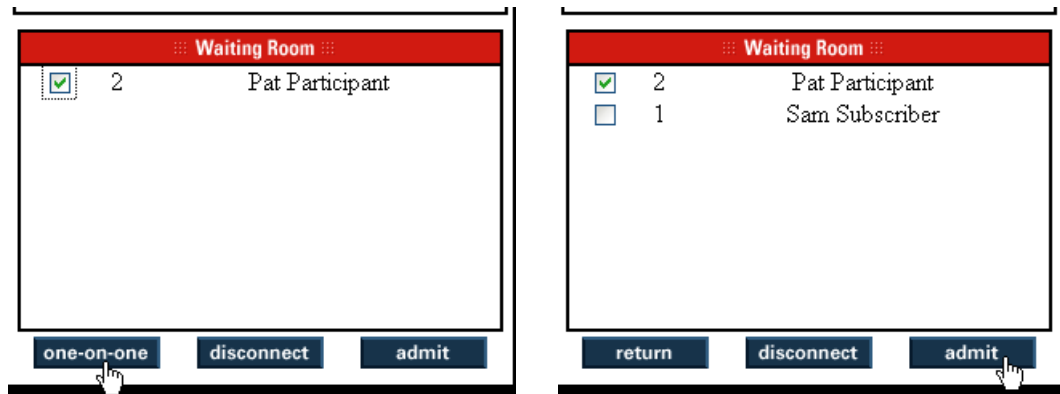 Waiting Room
2 Pat Participant
one-on-one disconnect admit
Waiting Room
2 Pat Participant
1 Sam Subscriber
return disconnect admit